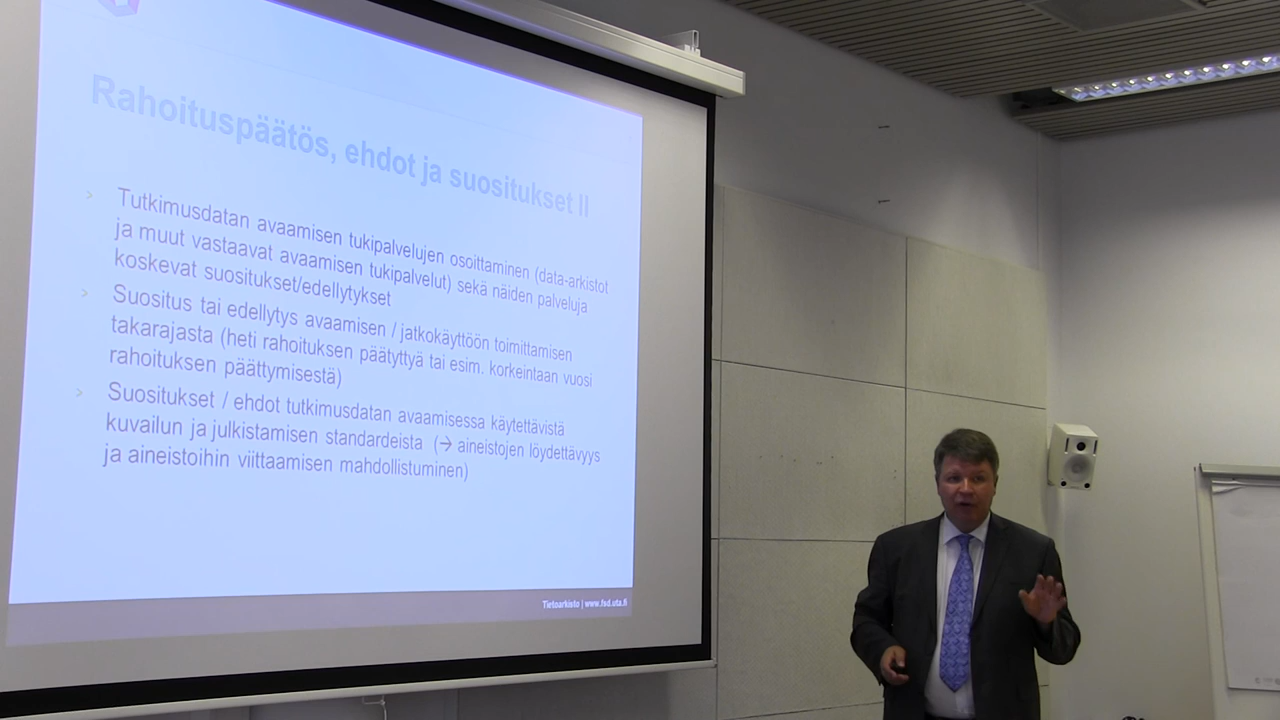 Rahoituspäätös, ehdot ja suositukset II
Tutkimusdatan avaamisen tukipalvelujen osoittaminen (data-arkistot
ja muut vastaavat avaamisen tukipalvelut) sekä näiden palveluja
koskevat suositukset/edellytykset
Suositus tai edellytys avaamisen / jatkokäyttöön toimittamisen
takarajasta (heti rahoituksen päätyttyä tai esim. korkeintaan vuosi
rahoituksen päättymisestä)
Suositukset / ehdot tutkimusdatan avaamisessa käytettävistä
kuvailun ja julkistamisen standardeista (→ aineistojen löydettävyys
ja aineistoihin viittaamisen mahdollistuminen)
Tietoarkisto | www.fsd.uta.fi